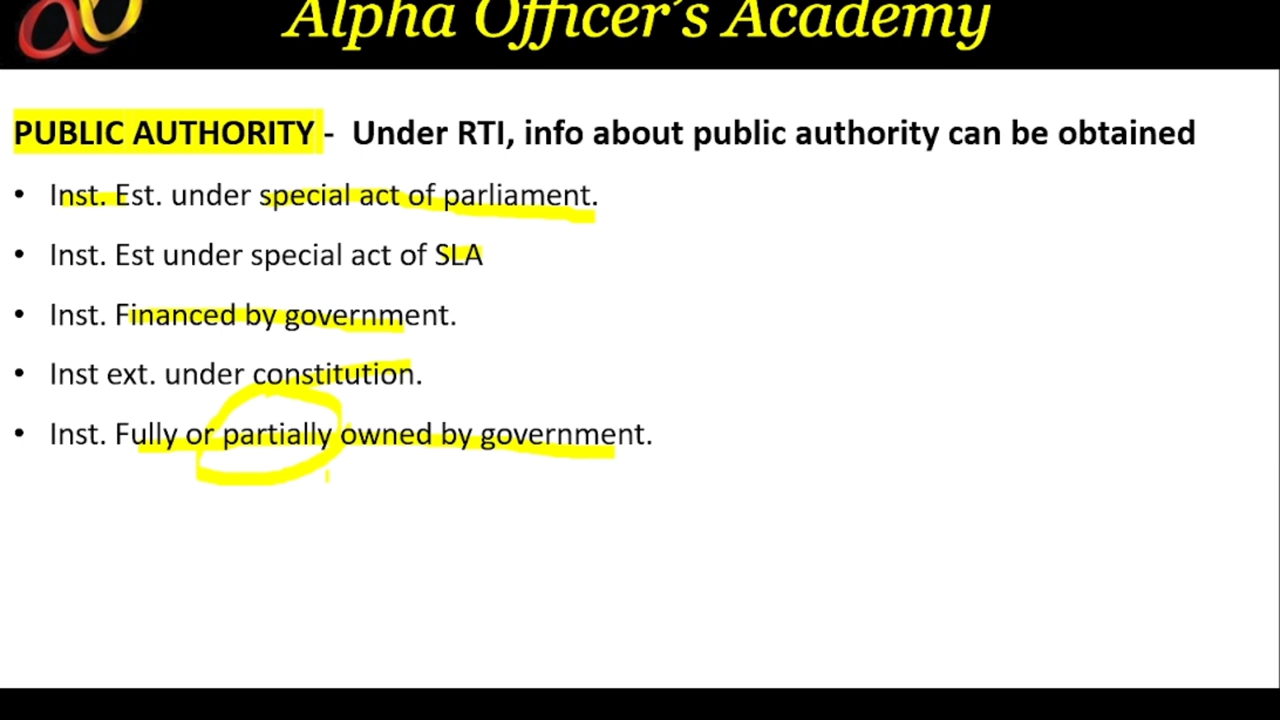 Alpha Officer's Academy
PUBLIC AUTHORITY - Under RTI, info about public authority can be obtained
• Inst. Est. under special act of parliament.
• Inst. Est under special act of SLA
• Inst. Financed by government.
• Inst ext. under constitution.
• Inst. Fully or partially owned by government.